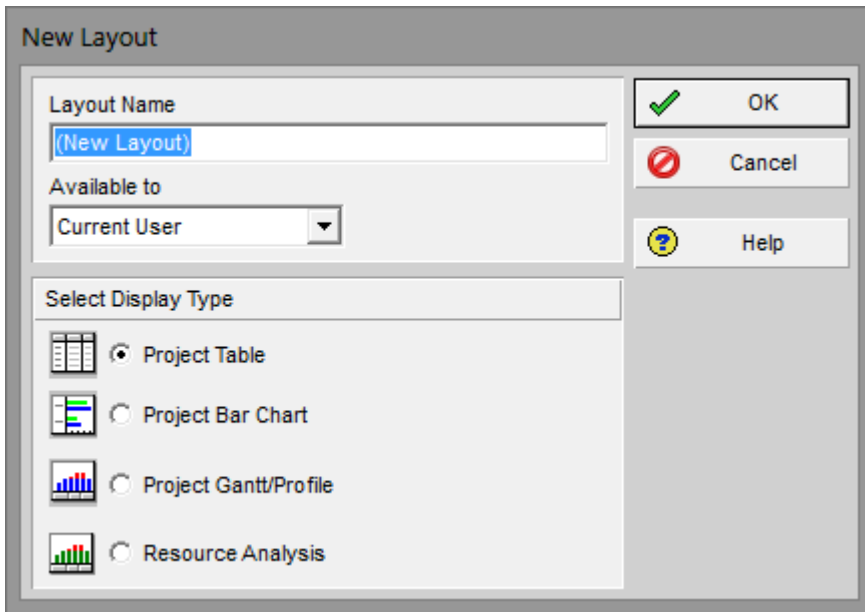 New Layout
Layout Name
OK
(New Layout)
Cancel
Available to
Current User
Help
Select Display Type
Project Table
Project Bar Chart
Project Gantt/Profile
Resource Analysis